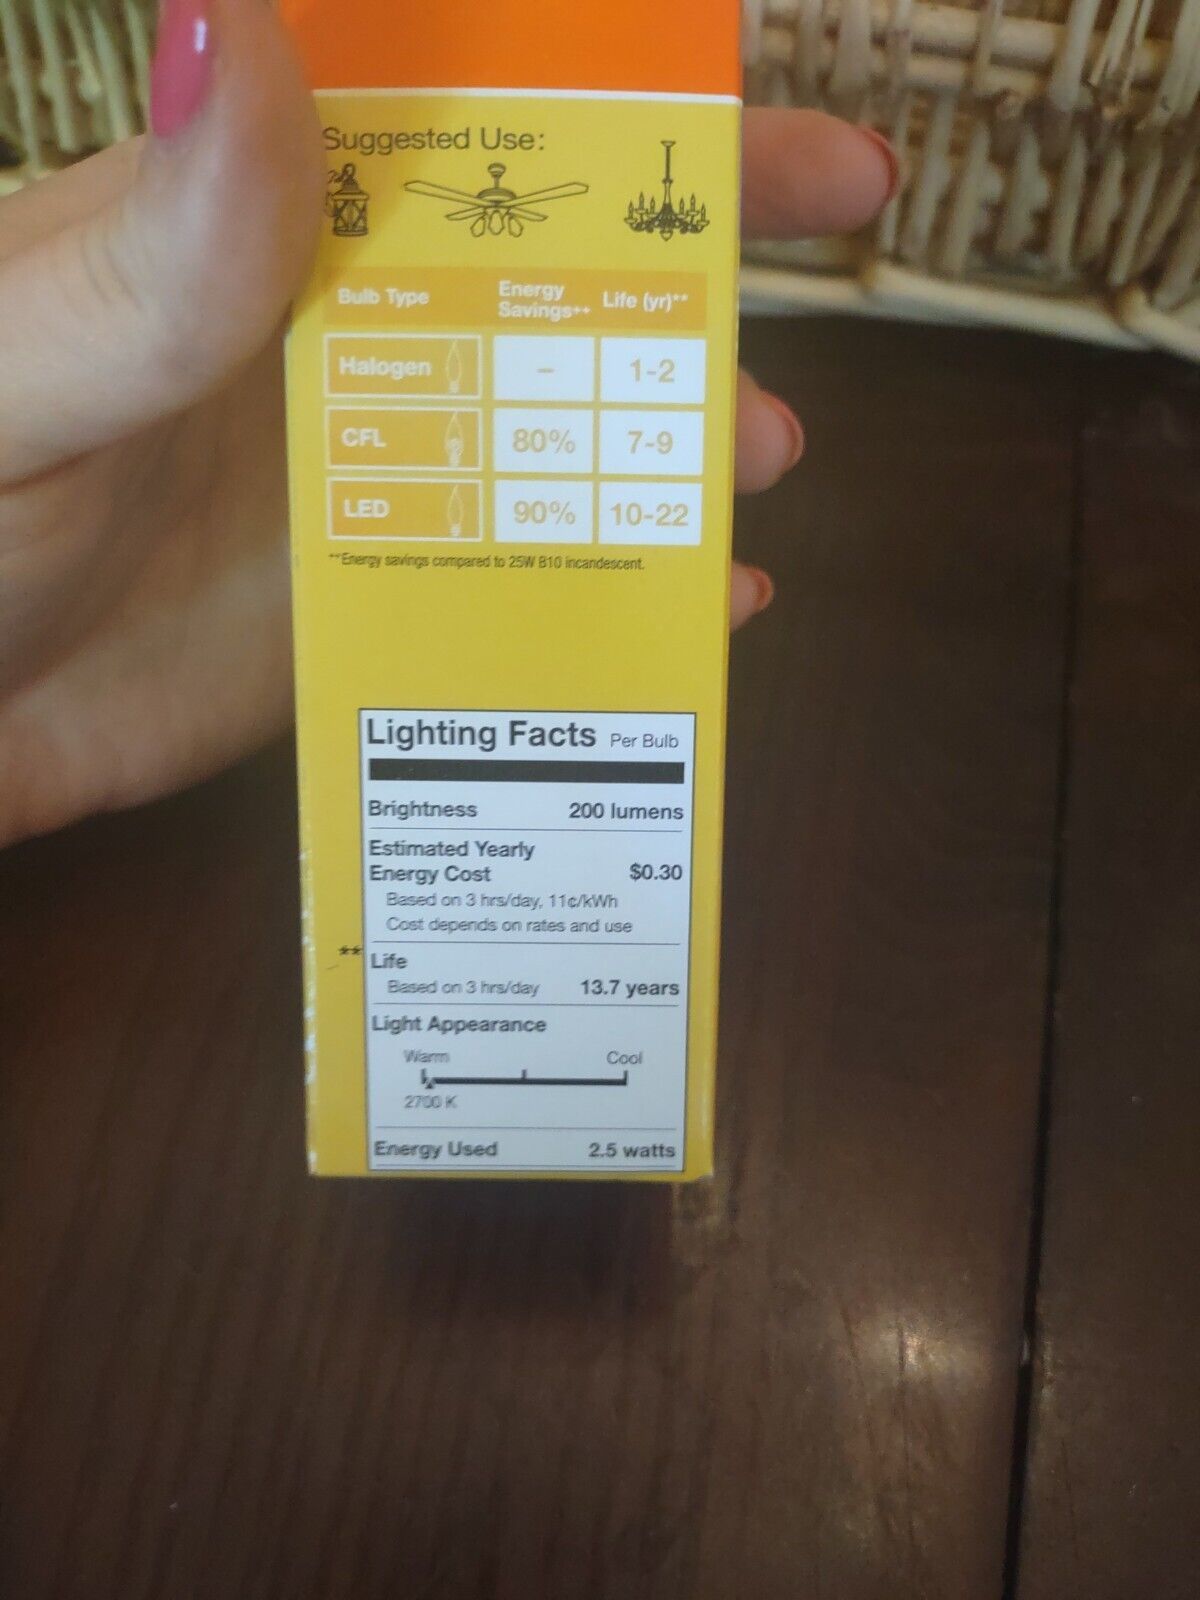 Suggested Use:
Bulb Type Energy Savings++ Life (yr)**
Halogen - 1-2
CFL 80% 7-9
LED 90% 10-22
++Energy savings compared to 25W B10 incandescent.
Lighting Facts Per Bulb
Brightness 200 lumens
Estimated Yearly
Energy Cost $0.30
Based on 3 hrs/day, 11¢/kWh
Cost depends on rates and use
** Life
Based on 3 hrs/day 13.7 years
Light Appearance
Warm Cool
2700 K
Energy Used 2.5 watts